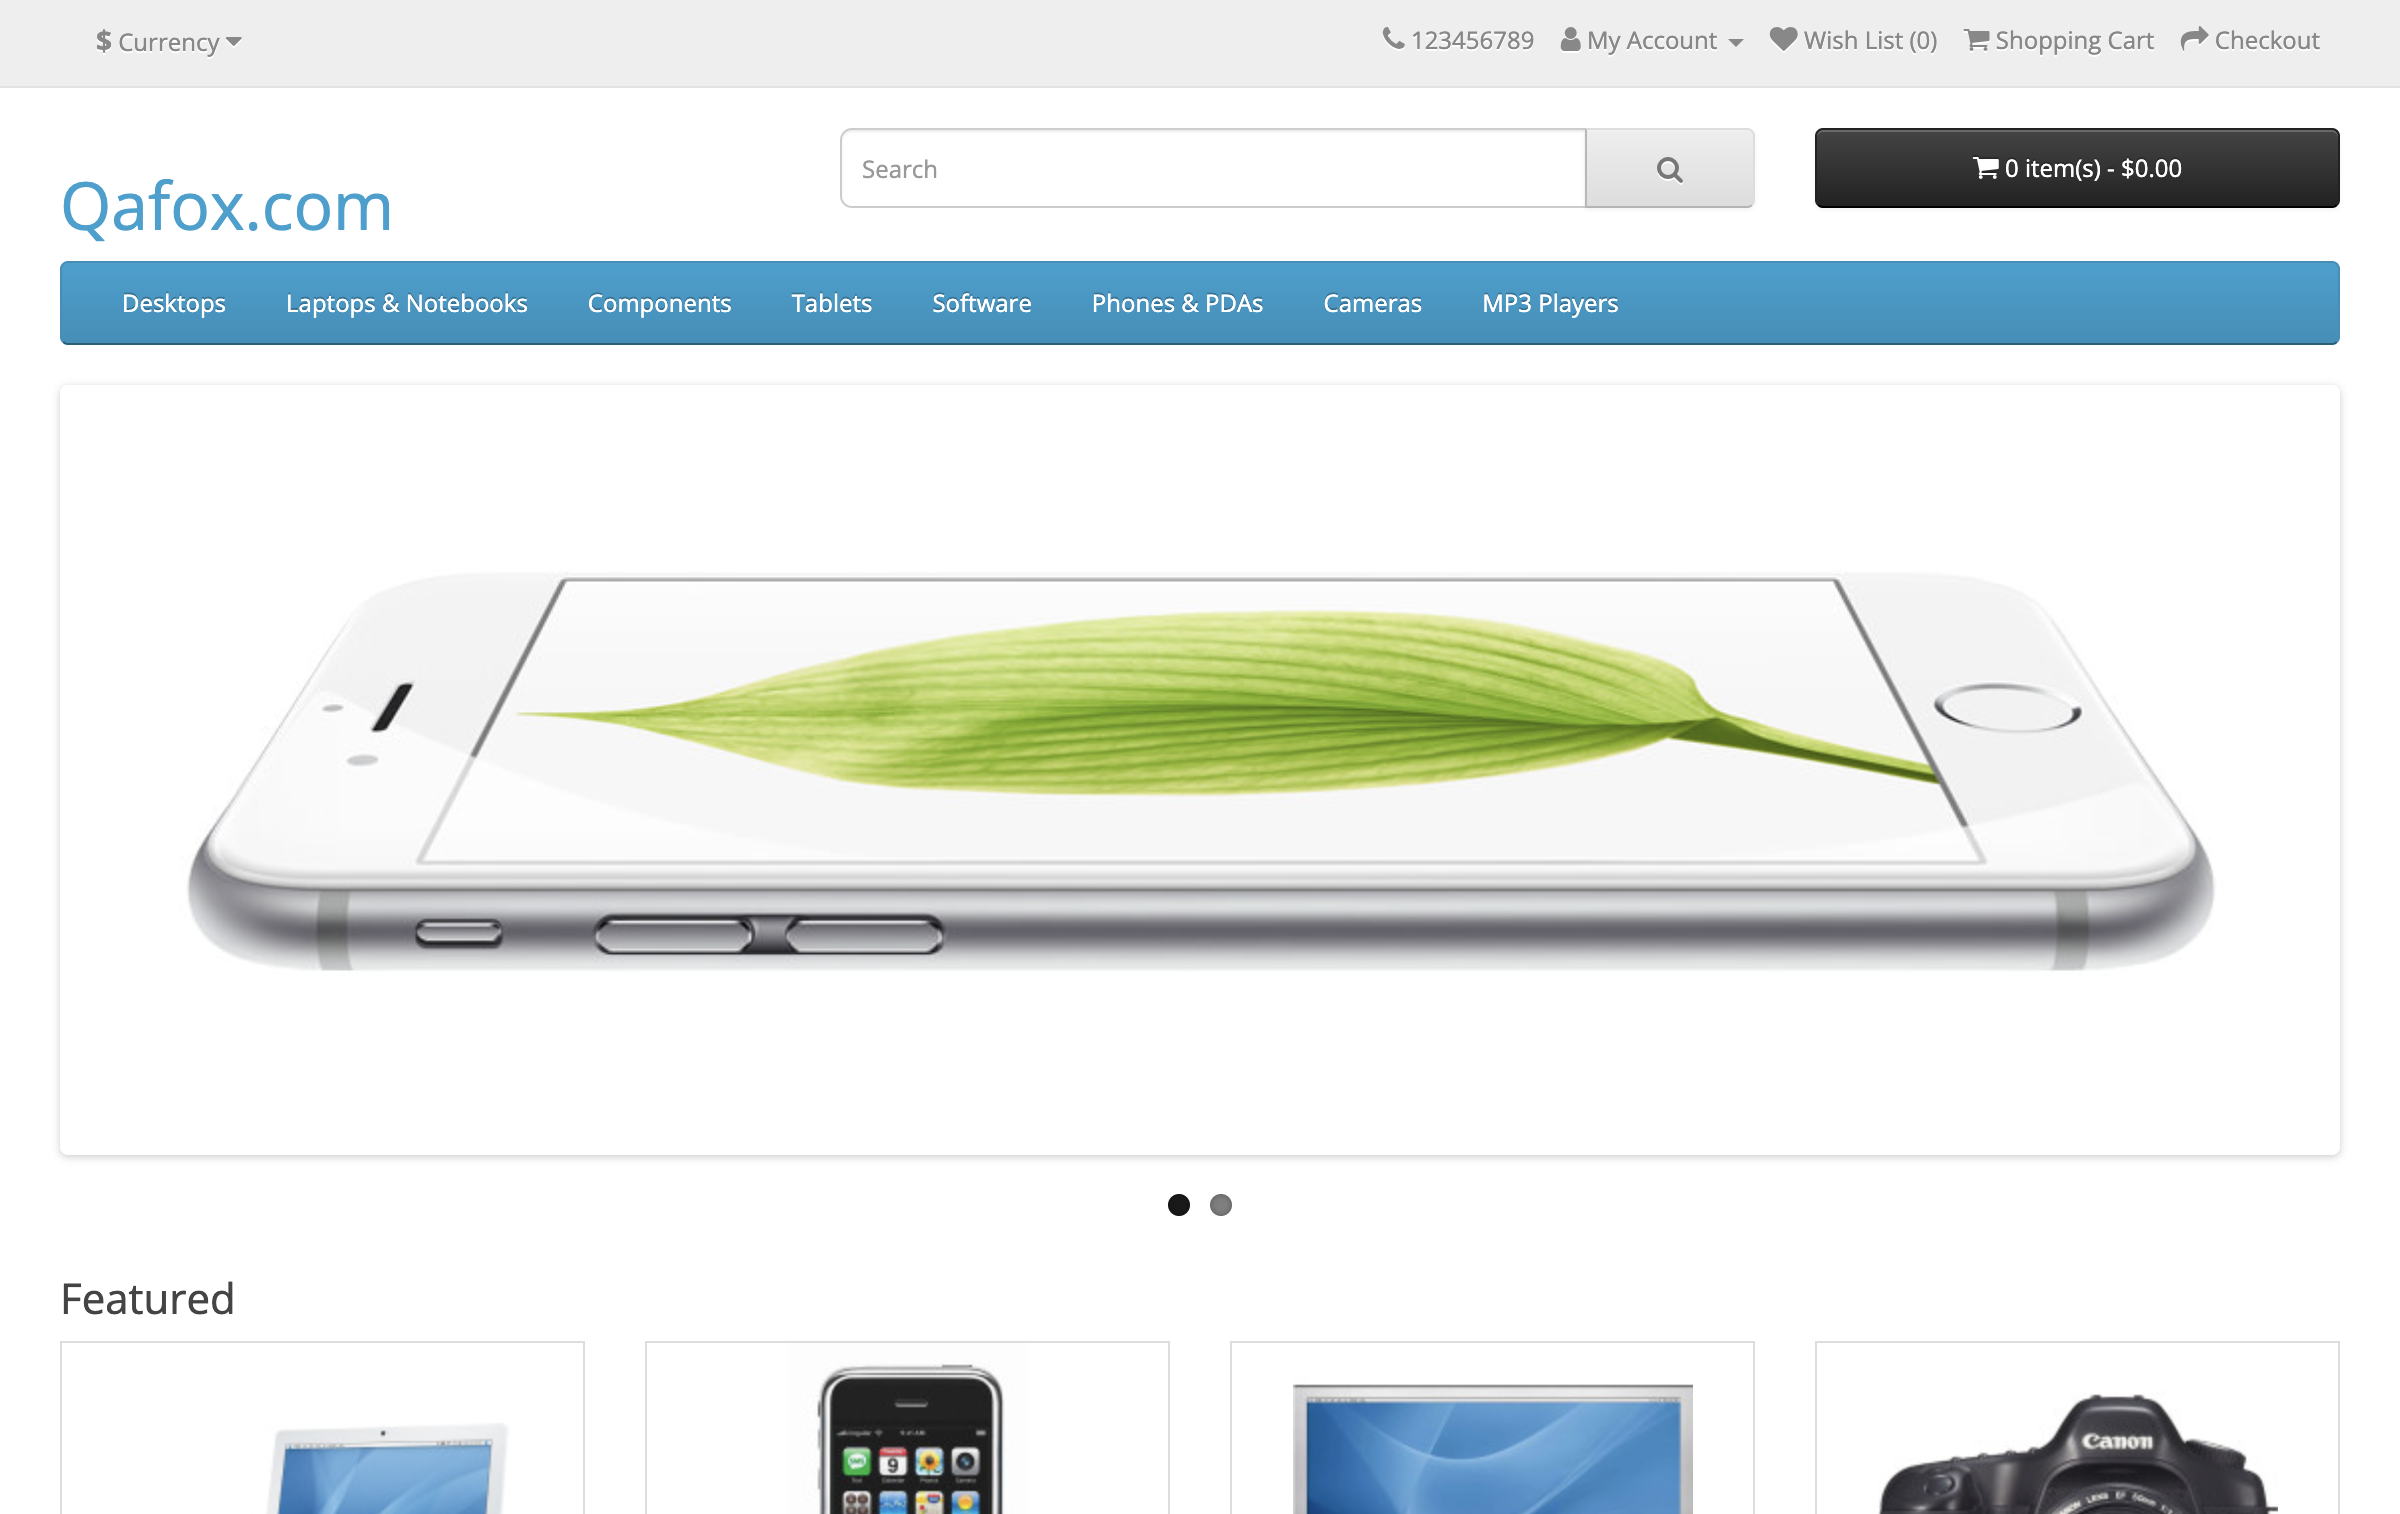 $ Currency
123456789 My Account Wish List (0) Shopping Cart Checkout
Qafox.com
Search
0 item(s) - $0.00
Desktops Laptops & Notebooks Components Tablets Software Phones & PDAs Cameras MP3 Players
Featured
9
Canon